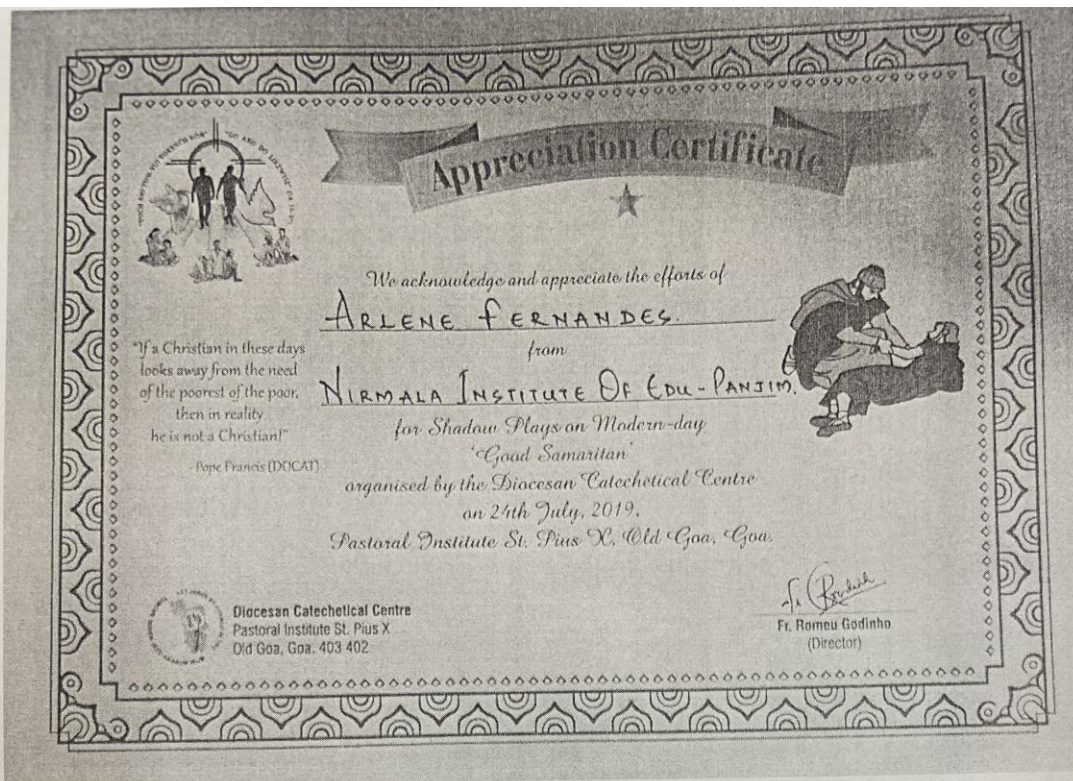 "GO AND DO LIKEWISE"
Appreciation Certificate
We acknowledge and appreciate the efforts of
ARLENE FERNANDES.
from
NIRMALA INSTITUTE OF EDU-PANJIM.
for Shadow Plays on Modern-day
'Good Samaritan'
organised by the Diocesan Catechetical Centre
on 24th July, 2019,
Pastoral Institute St. Pius X, Old Goa, Goa.
"If a Christian in these days
looks away from the need
of the poorest of the poor,
then in reality
he is not a Christian!"
- Pope Francis (DOCAT)
Diocesan Catechetical Centre
Pastoral Institute St. Pius X
Old Goa, Goa. 403 402
Fr. Romeu Godinho
(Director)